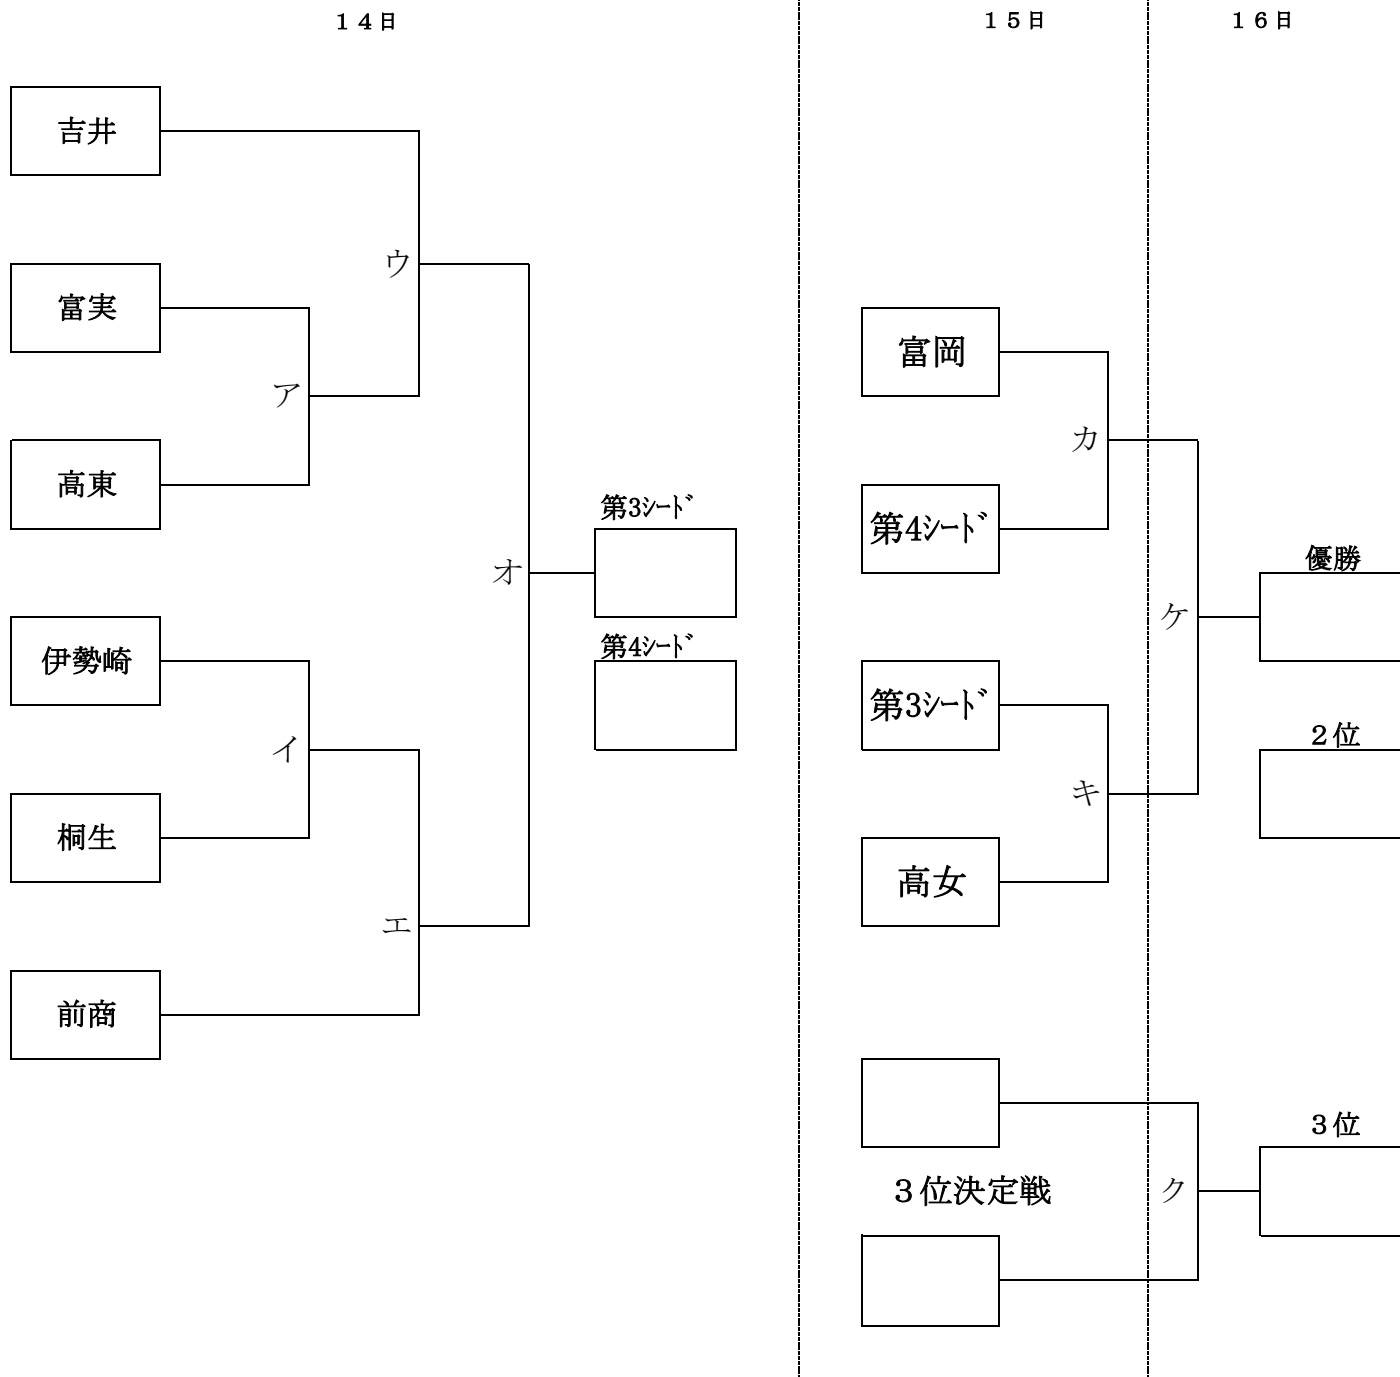 １４日
１５日
１６日
吉井
ウ
富実
ア
高東
伊勢崎
イ
桐生
エ
前商
オ
第3ｼｰﾄﾞ
第4ｼｰﾄﾞ
富岡
カ
第4ｼｰﾄﾞ
第3ｼｰﾄﾞ
キ
高女
ケ
優勝
２位
３位決定戦
ク
３位